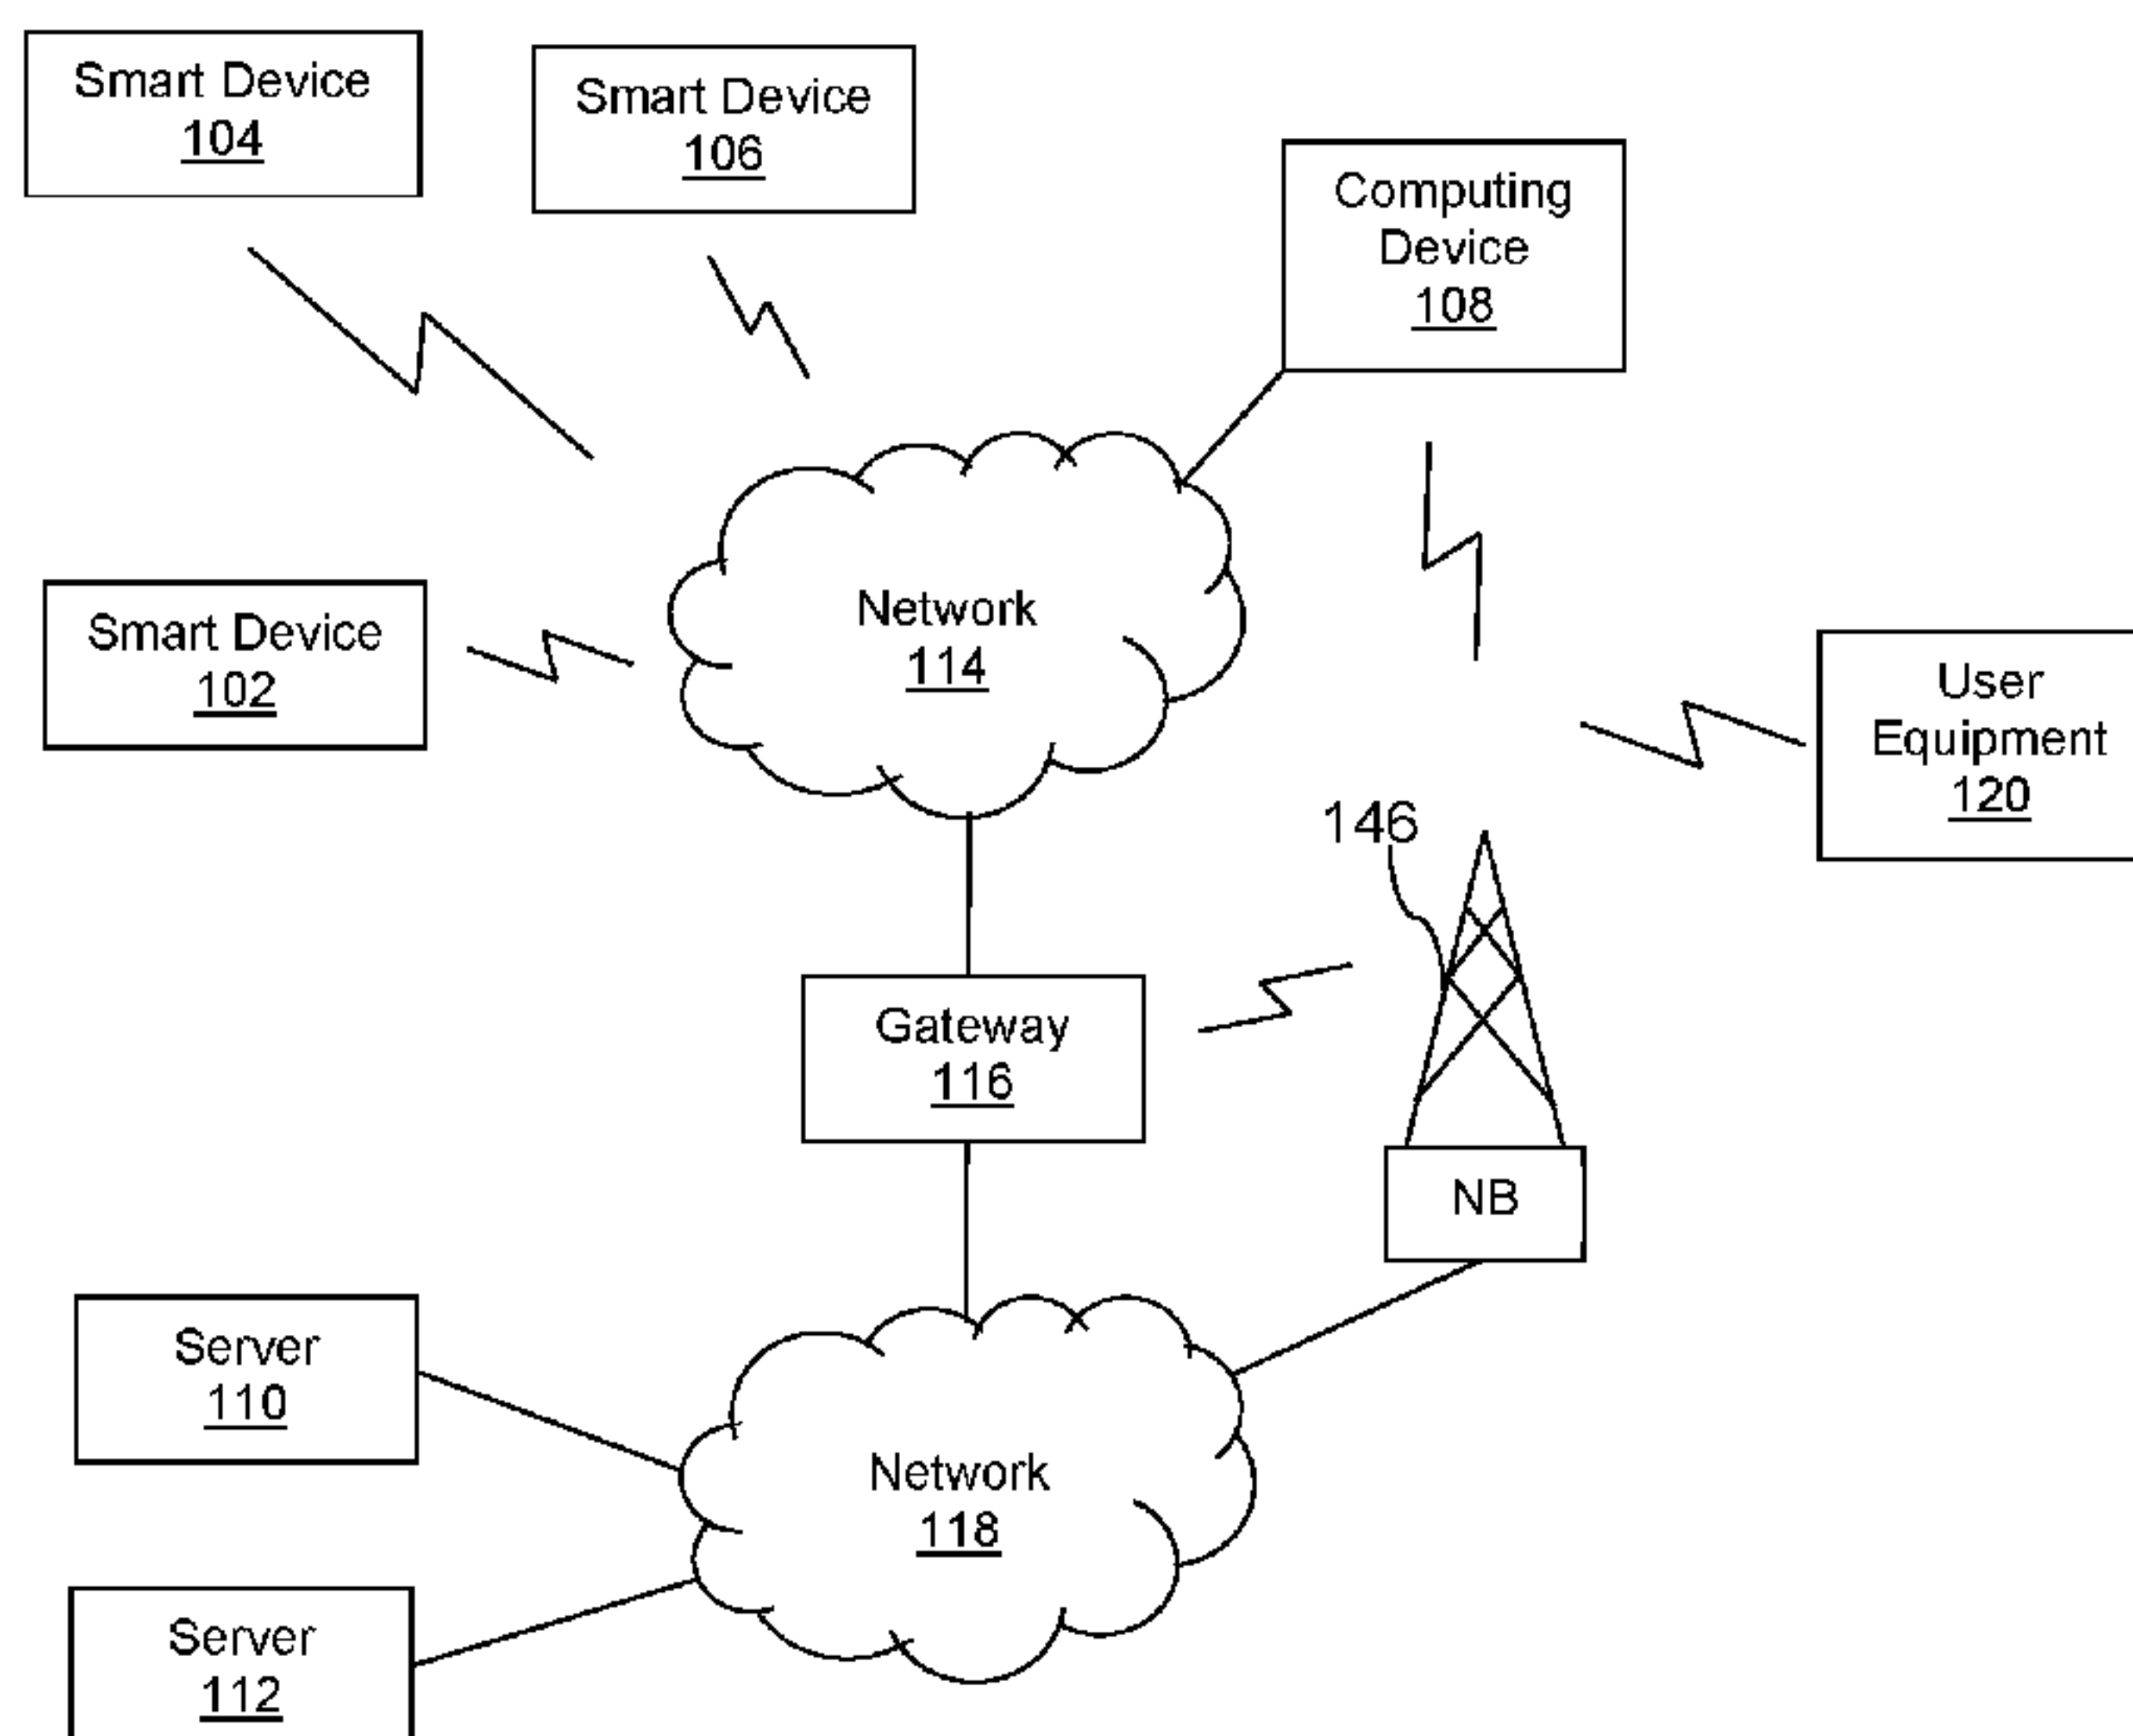 Smart Device
104
Smart Device
106
Computing
Device
108
Smart Device
102
Network
114
User
Equipment
120
146
Gateway
116
NB
Server
110
Network
118
Server
112